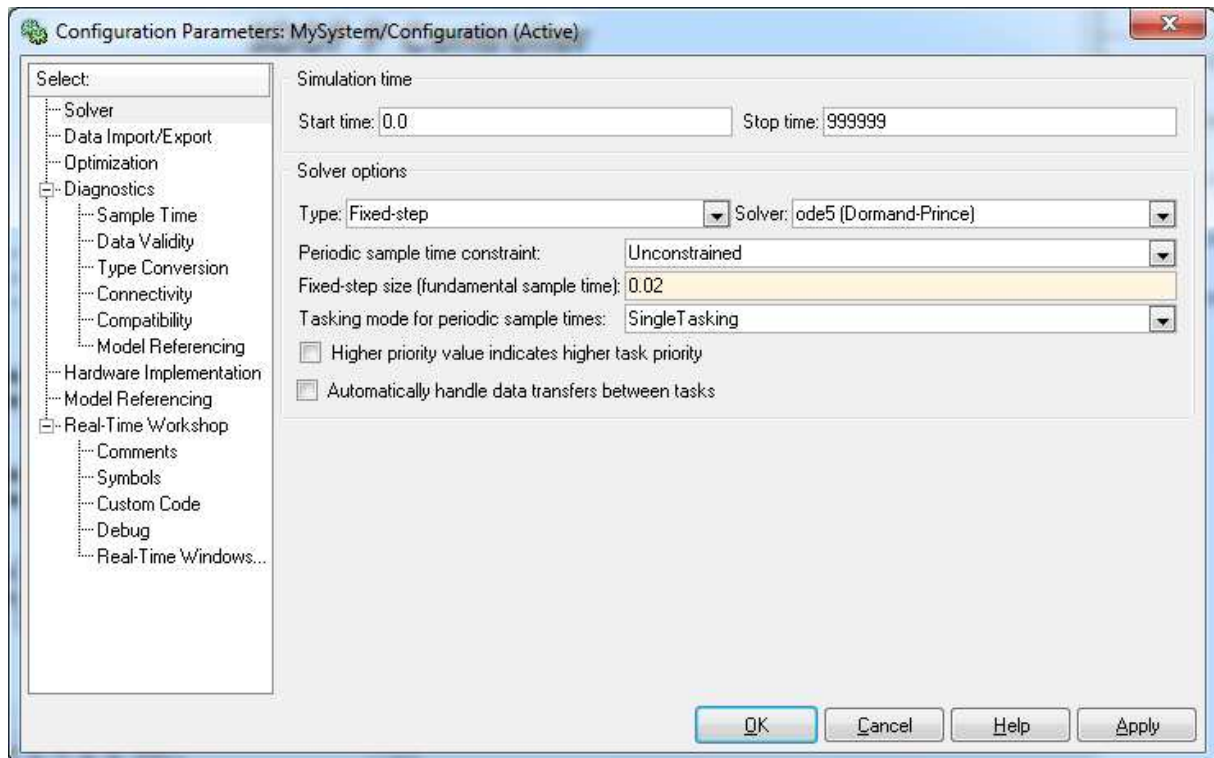 Configuration Parameters: MySystem/Configuration (Active)
Select:
Solver
Data Import/Export
Optimization
Diagnostics
Sample Time
Data Validity
Type Conversion
Connectivity
Compatibility
Model Referencing
Hardware Implementation
Model Referencing
Real-Time Workshop
Comments
Symbols
Custom Code
Debug
Real-Time Windows...
Simulation time
Start time: 0.0 Stop time: 999999
Solver options
Type: Fixed-step Solver: ode5 (Dormand-Prince)
Periodic sample time constraint: Unconstrained
Fixed-step size (fundamental sample time): 0.02
Tasking mode for periodic sample times: SingleTasking
Higher priority value indicates higher task priority
Automatically handle data transfers between tasks
OK Cancel Help Apply